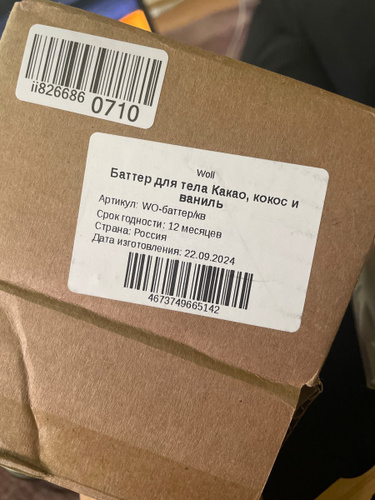 ii826686 0710
Woll
Баттер для тела Какао, кокос и
ваниль
Артикул: WO-баттер/кв
Срок годности: 12 месяцев
Страна: Россия
Дата изготовления: 22.09.2024
4673749665142